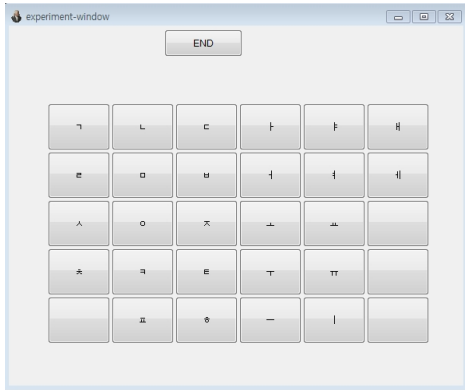 experiment-window
END
ㄱ ㄴ ㄷ ㅏ ㅑ ㅐ
ㄹ ㅁ ㅂ ㅓ ㅕ ㅔ
ㅅ ㅇ ㅈ ㅗ ㅛ
ㅊ ㅋ ㅌ ㅜ ㅠ
ㅍ ㅎ ㅡ ㅣ